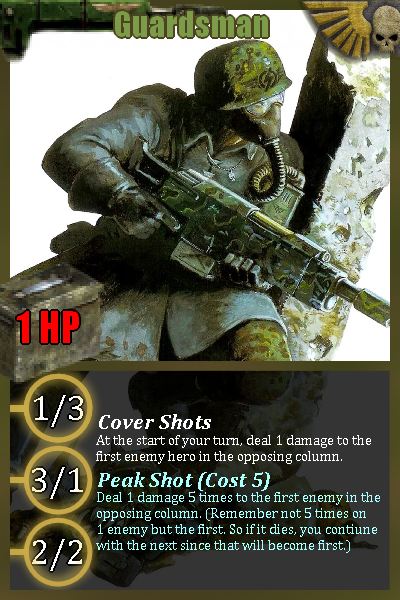 Guardsman
1 HP
1/3
Cover Shots
At the start of your turn, deal 1 damage to the
first enemy hero in the opposing column.
3/1
Peak Shot (Cost 5)
Deal 1 damage 5 times to the first enemy in the
opposing column. (Remember not 5 times on
1 enemy but the first. So if it dies, you contiune
with the next since that will become first.)
2/2